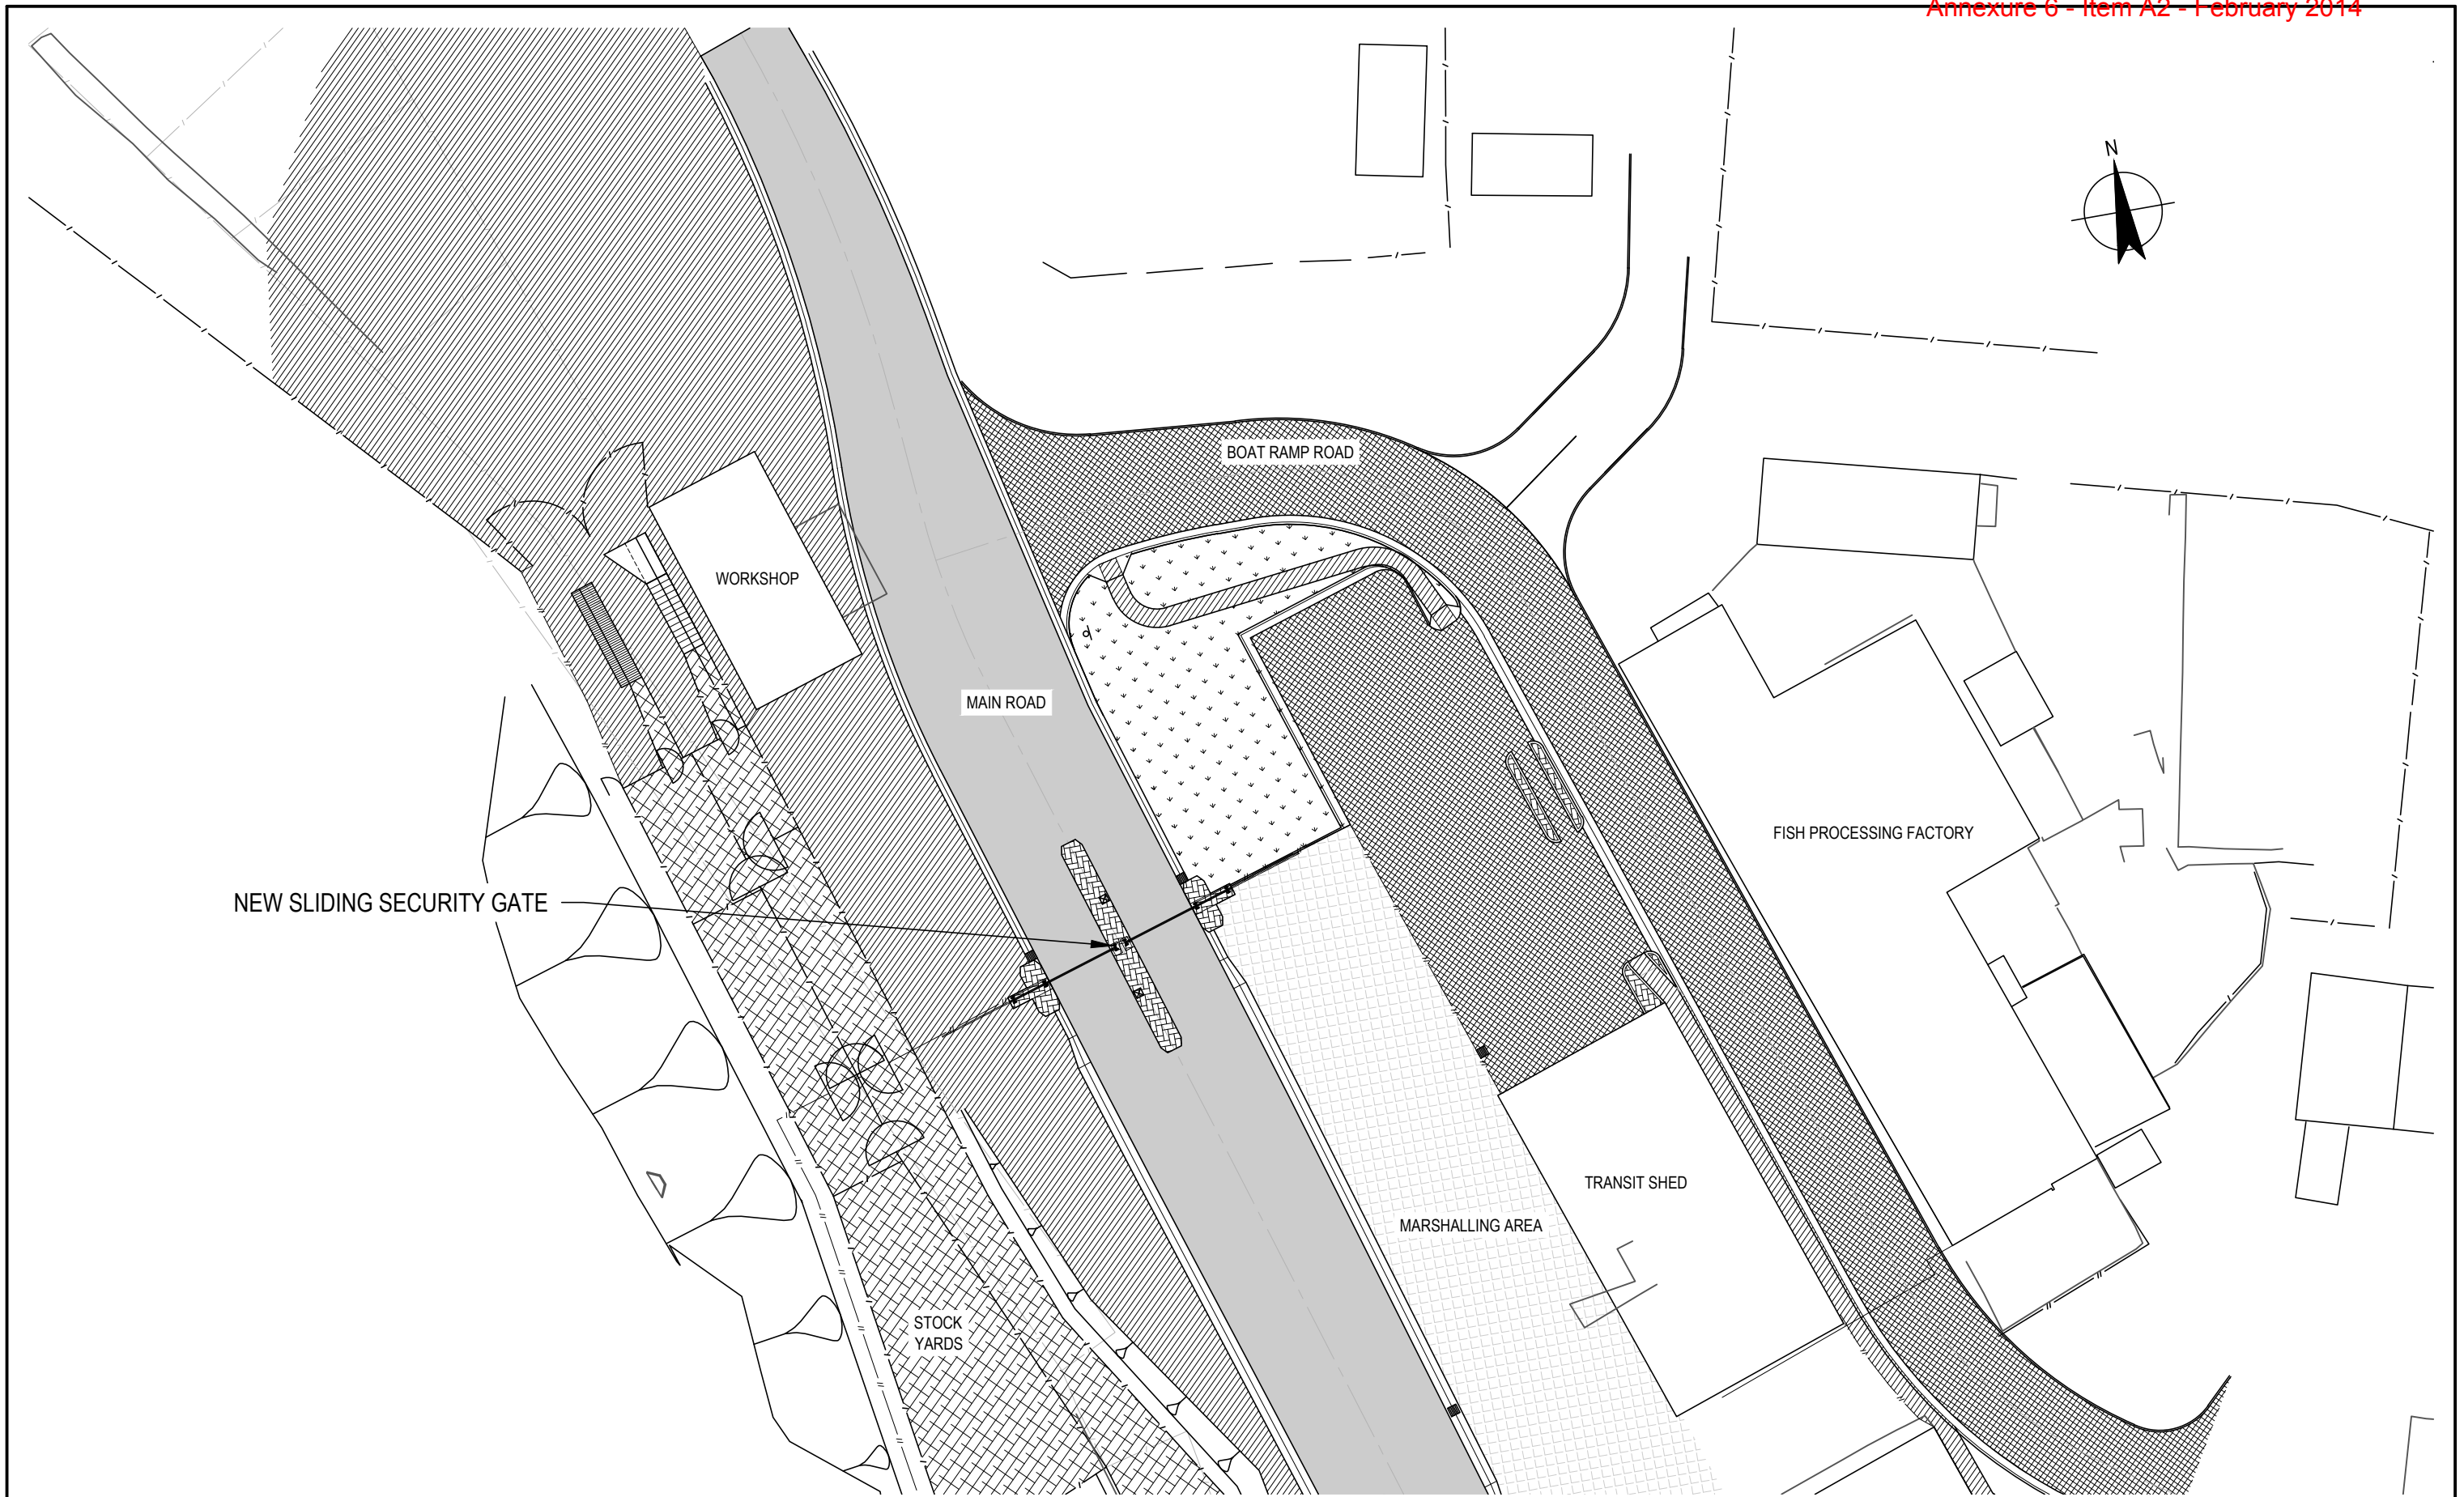 Annexure 6 - Item A2 - February 2014
N
BOAT RAMP ROAD
WORKSHOP
MAIN ROAD
FISH PROCESSING FACTORY
NEW SLIDING SECURITY GATE
TRANSIT SHED
MARSHALLING AREA
STOCK
YARDS